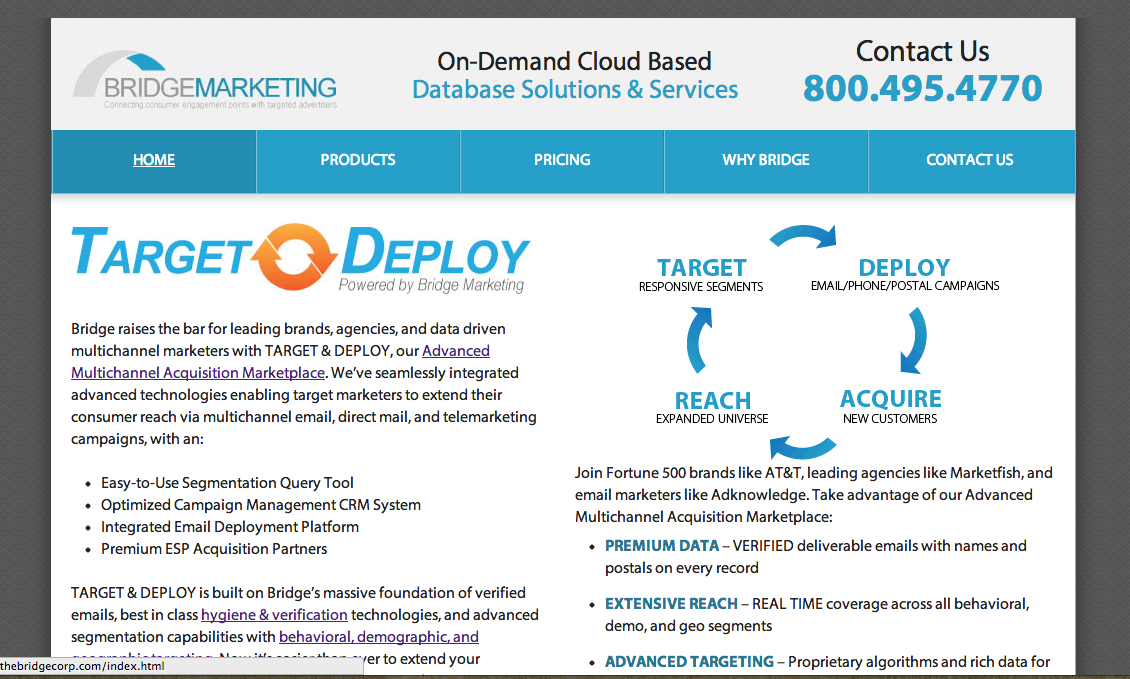 BRIDGEMARKETING
Connecting consumer engagement points with targeted advertisers
On-Demand Cloud Based
Database Solutions & Services
Contact Us
800.495.4770
HOME
PRODUCTS
PRICING
WHY BRIDGE
CONTACT US
TARGET DEPLOY
Powered by Bridge Marketing
Bridge raises the bar for leading brands, agencies, and data driven
multichannel marketers with TARGET & DEPLOY, our Advanced
Multichannel Acquisition Marketplace. We've seamlessly integrated
advanced technologies enabling target marketers to extend their
consumer reach via multichannel email, direct mail, and telemarketing
campaigns, with an:
• Easy-to-Use Segmentation Query Tool
• Optimized Campaign Management CRM System
• Integrated Email Deployment Platform
• Premium ESP Acquisition Partners
TARGET & DEPLOY is built on Bridge's massive foundation of verified
emails, best in class hygiene & verification technologies, and advanced
segmentation capabilities with behavioral, demographic, and
geographic targeting. Now it's easier than ever to extend your
thebridgecorp.com/index.html
TARGET
RESPONSIVE SEGMENTS
DEPLOY
EMAIL/PHONE/POSTAL CAMPAIGNS
REACH
EXPANDED UNIVERSE
ACQUIRE
NEW CUSTOMERS
Join Fortune 500 brands like AT&T, leading agencies like Marketfish, and
email marketers like Adknowledge. Take advantage of our Advanced
Multichannel Acquisition Marketplace:
• PREMIUM DATA – VERIFIED deliverable emails with names and
postals on every record
• EXTENSIVE REACH – REAL TIME coverage across all behavioral,
demo, and geo segments
• ADVANCED TARGETING – Proprietary algorithms and rich data for